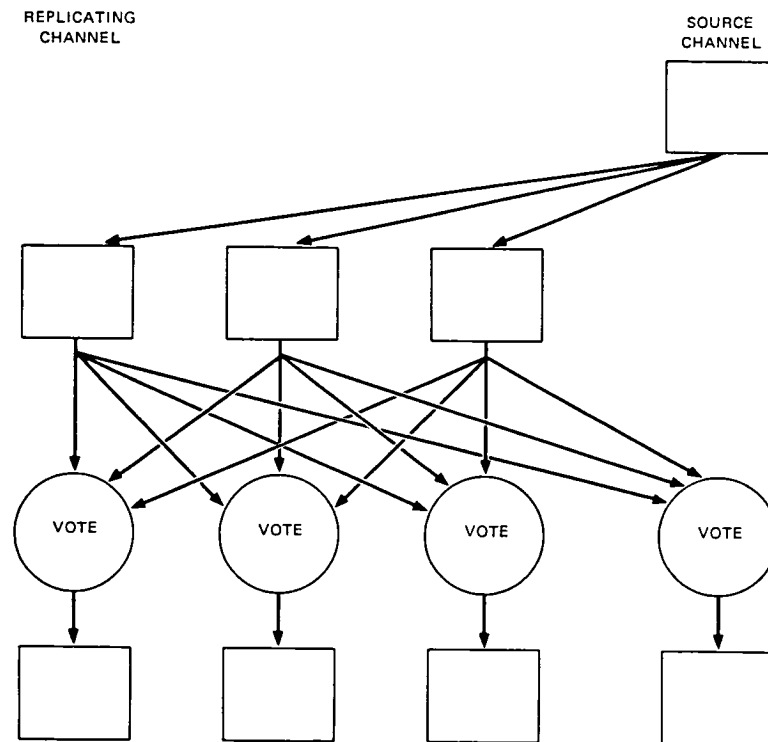 REPLICATING
CHANNEL
SOURCE
CHANNEL
VOTE
VOTE
VOTE
VOTE